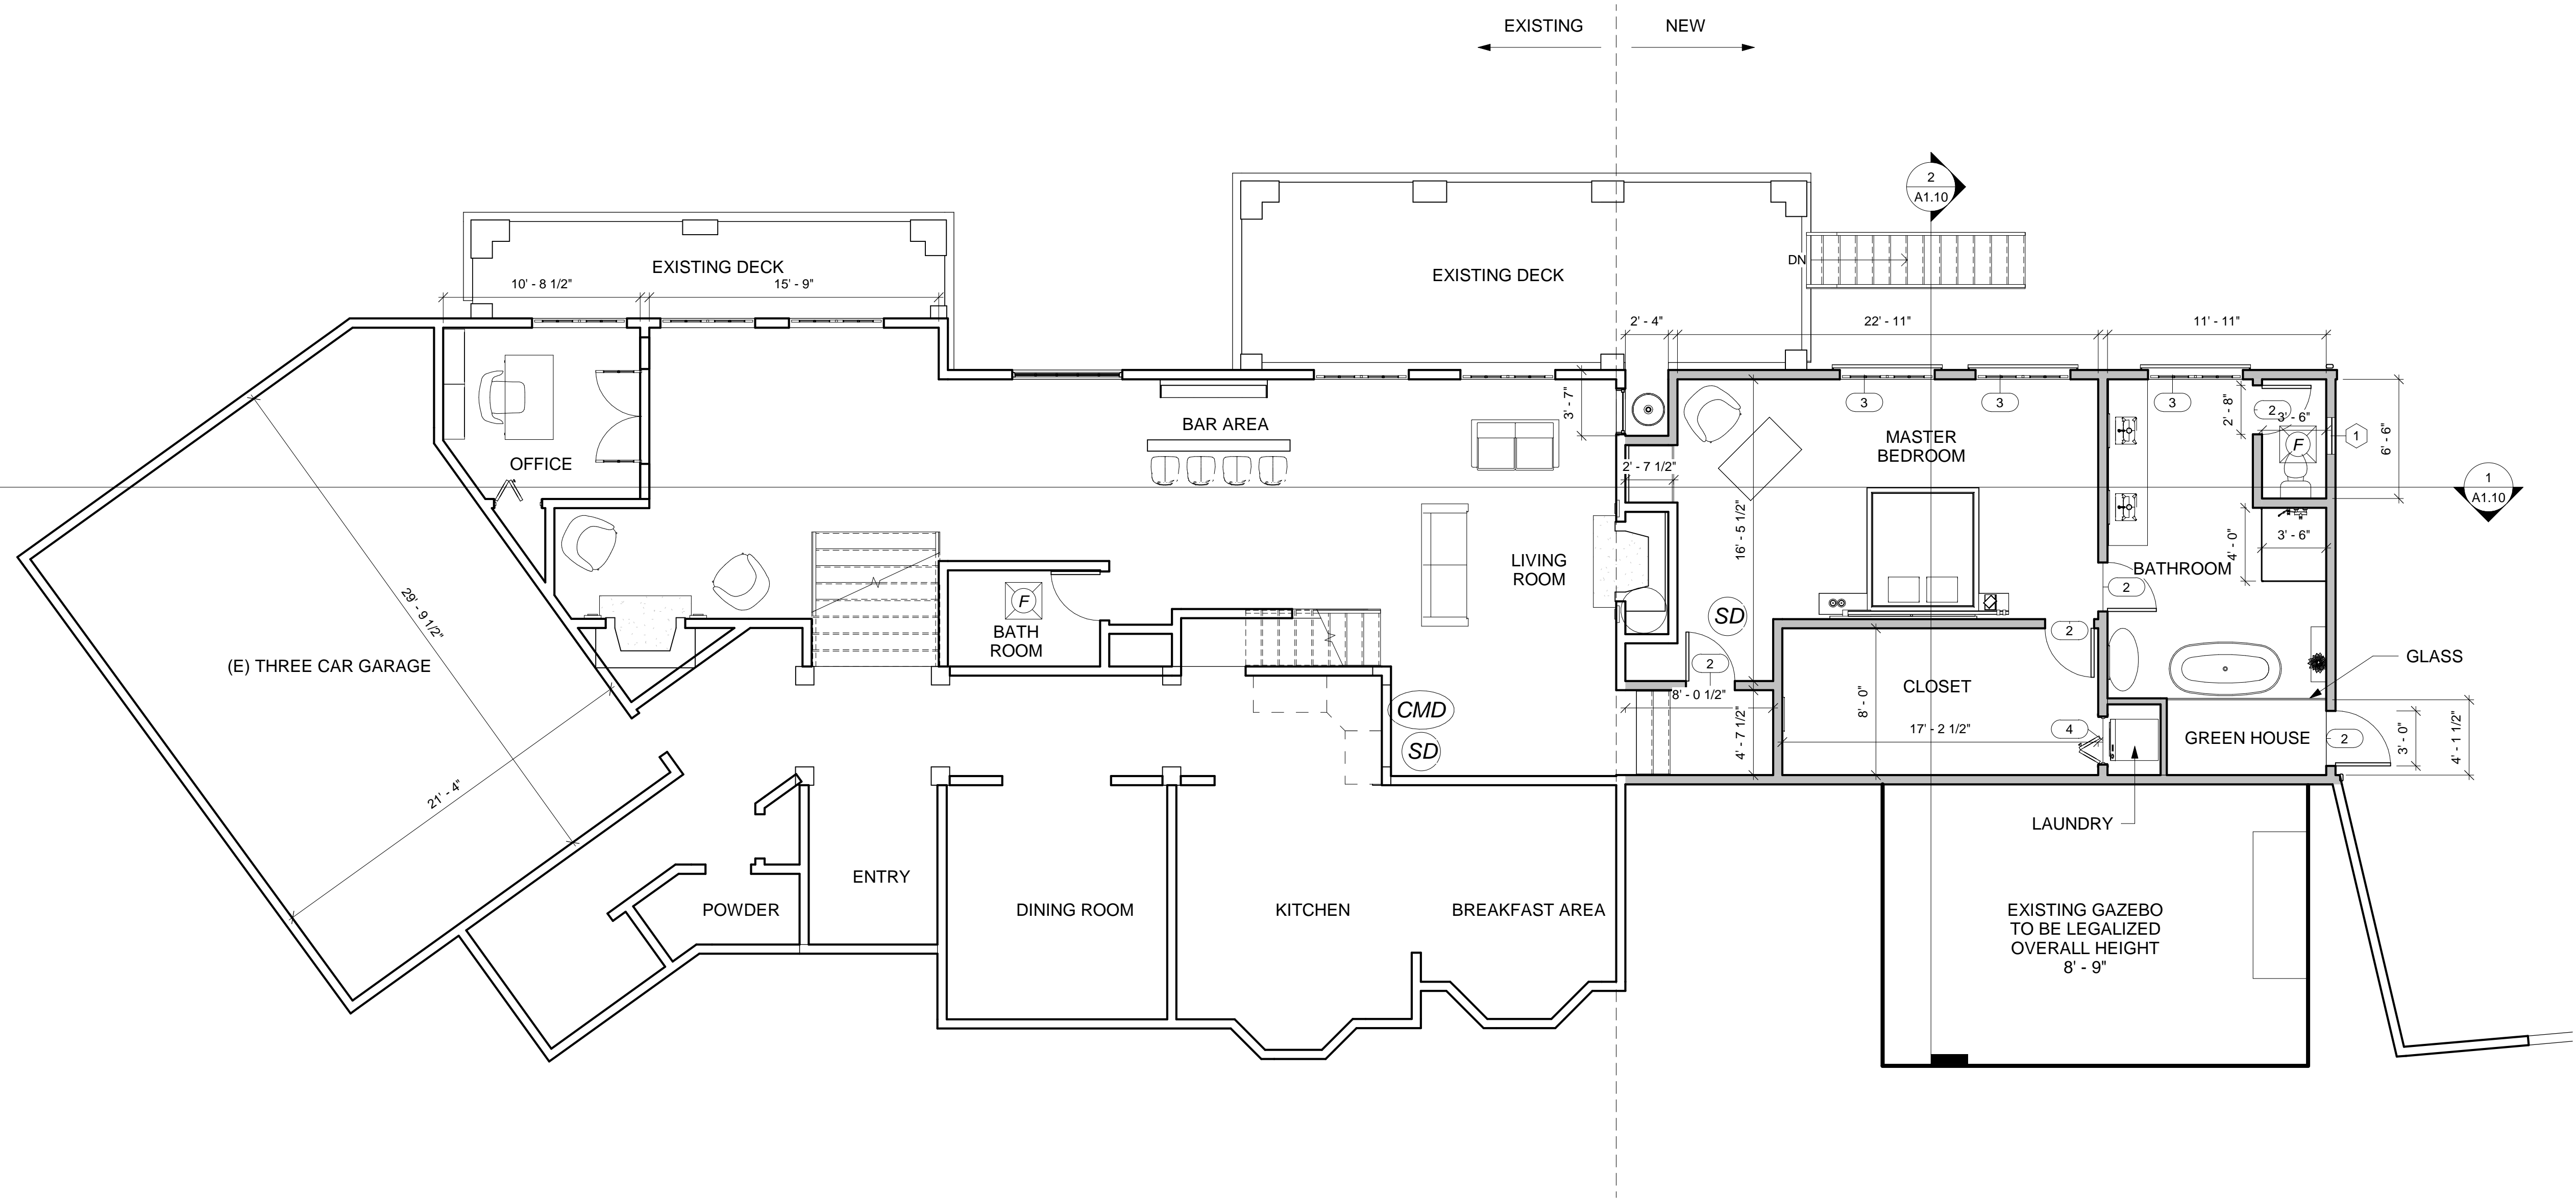 EXISTING
NEW
2
A1.10
EXISTING DECK
10' - 8 1/2"
15' - 9"
EXISTING DECK
DN
2' - 4"
22' - 11"
11' - 11"
3' - 7"
3
3
3
2' - 8"
2
3' - 6"
F
1
6' - 6"
BAR AREA
OFFICE
MASTER
BEDROOM
2' - 7 1/2"
1
A1.10
16' - 5 1/2"
4' - 0"
3' - 6"
LIVING
ROOM
BATHROOM
2
F
BATH
ROOM
SD
2
29' - 9 1/2"
(E) THREE CAR GARAGE
2
GLASS
8' - 0 1/2"
CLOSET
8' - 0"
CMD
SD
4' - 7 1/2"
17' - 2 1/2"
4
GREEN HOUSE
2
3' - 0"
4' - 1 1/2"
21' - 4"
LAUNDRY
ENTRY
POWDER
DINING ROOM
KITCHEN
BREAKFAST AREA
EXISTING GAZEBO
TO BE LEGALIZED
OVERALL HEIGHT
8' - 9"